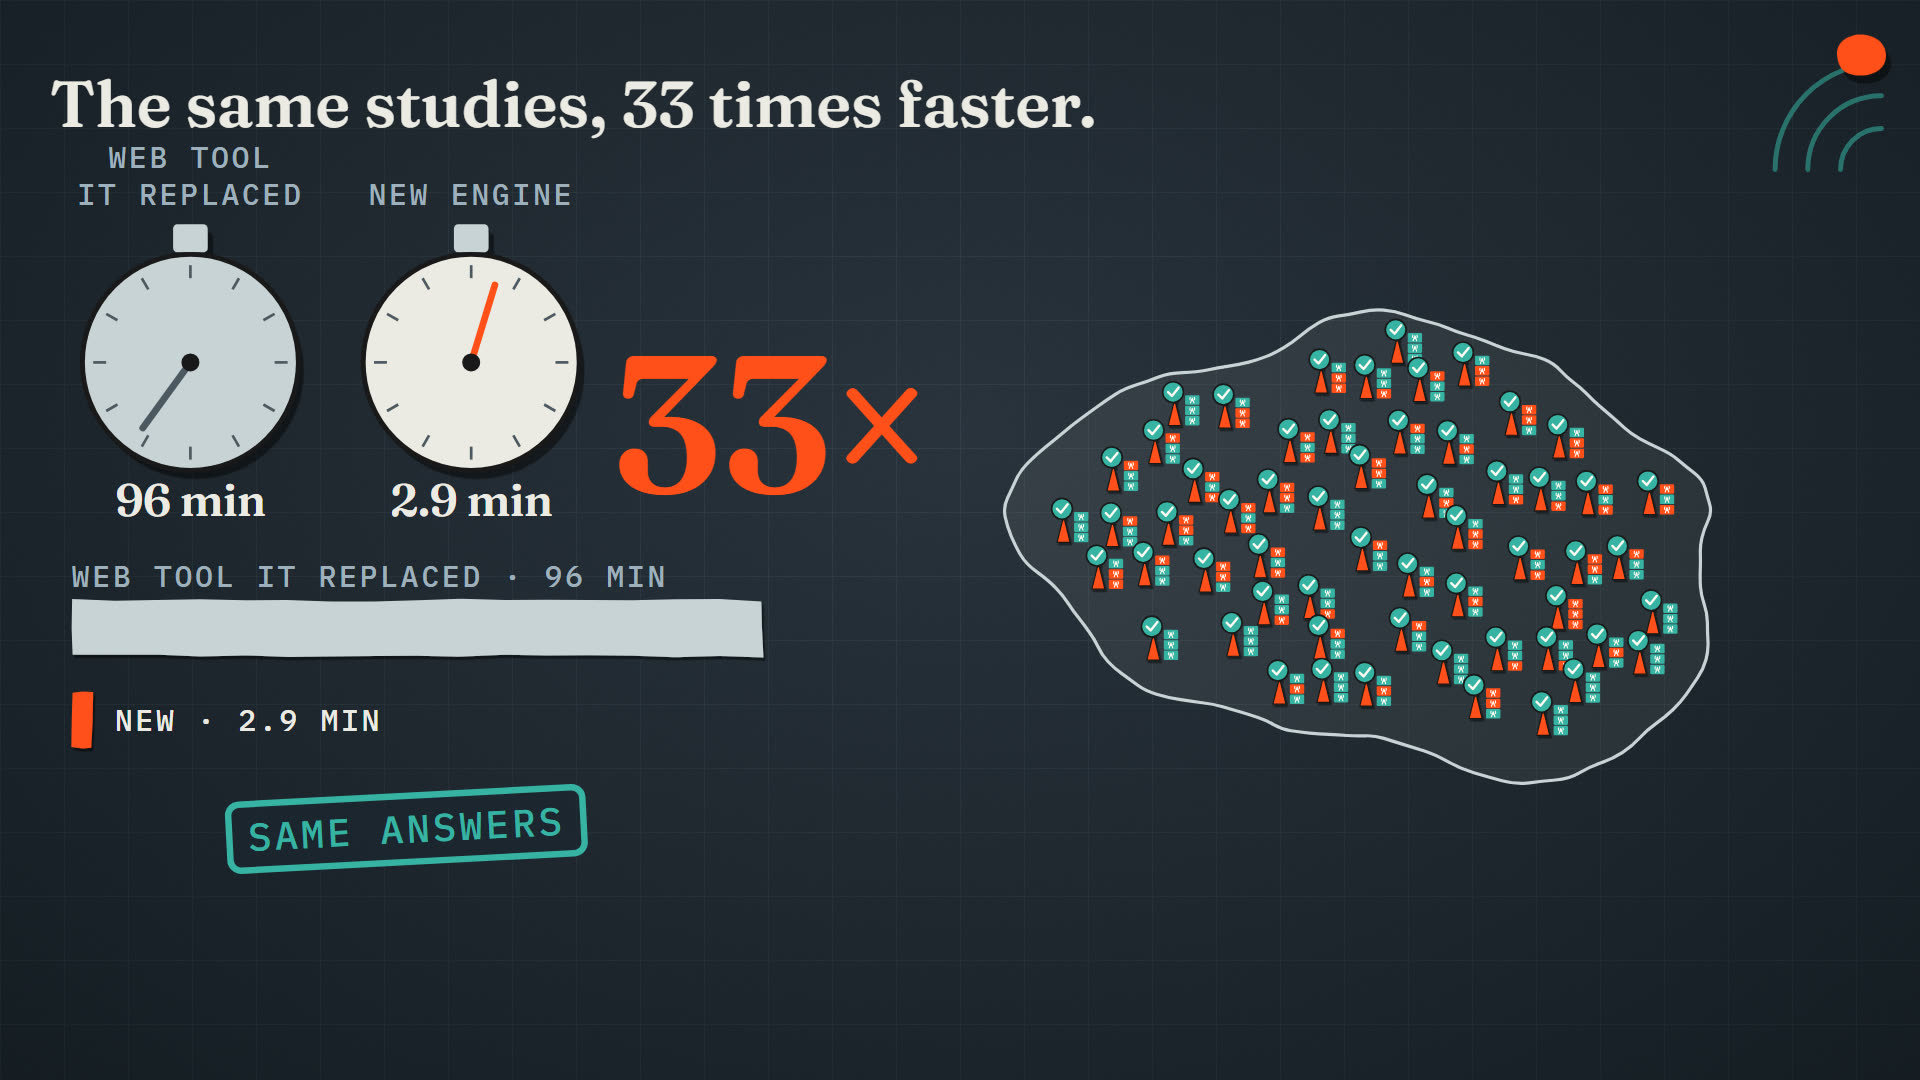 The same studies, 33 times faster.
WEB TOOL
IT REPLACED
NEW ENGINE
96 min
2.9 min
33×
WEB TOOL IT REPLACED · 96 MIN
NEW · 2.9 MIN
SAME ANSWERS